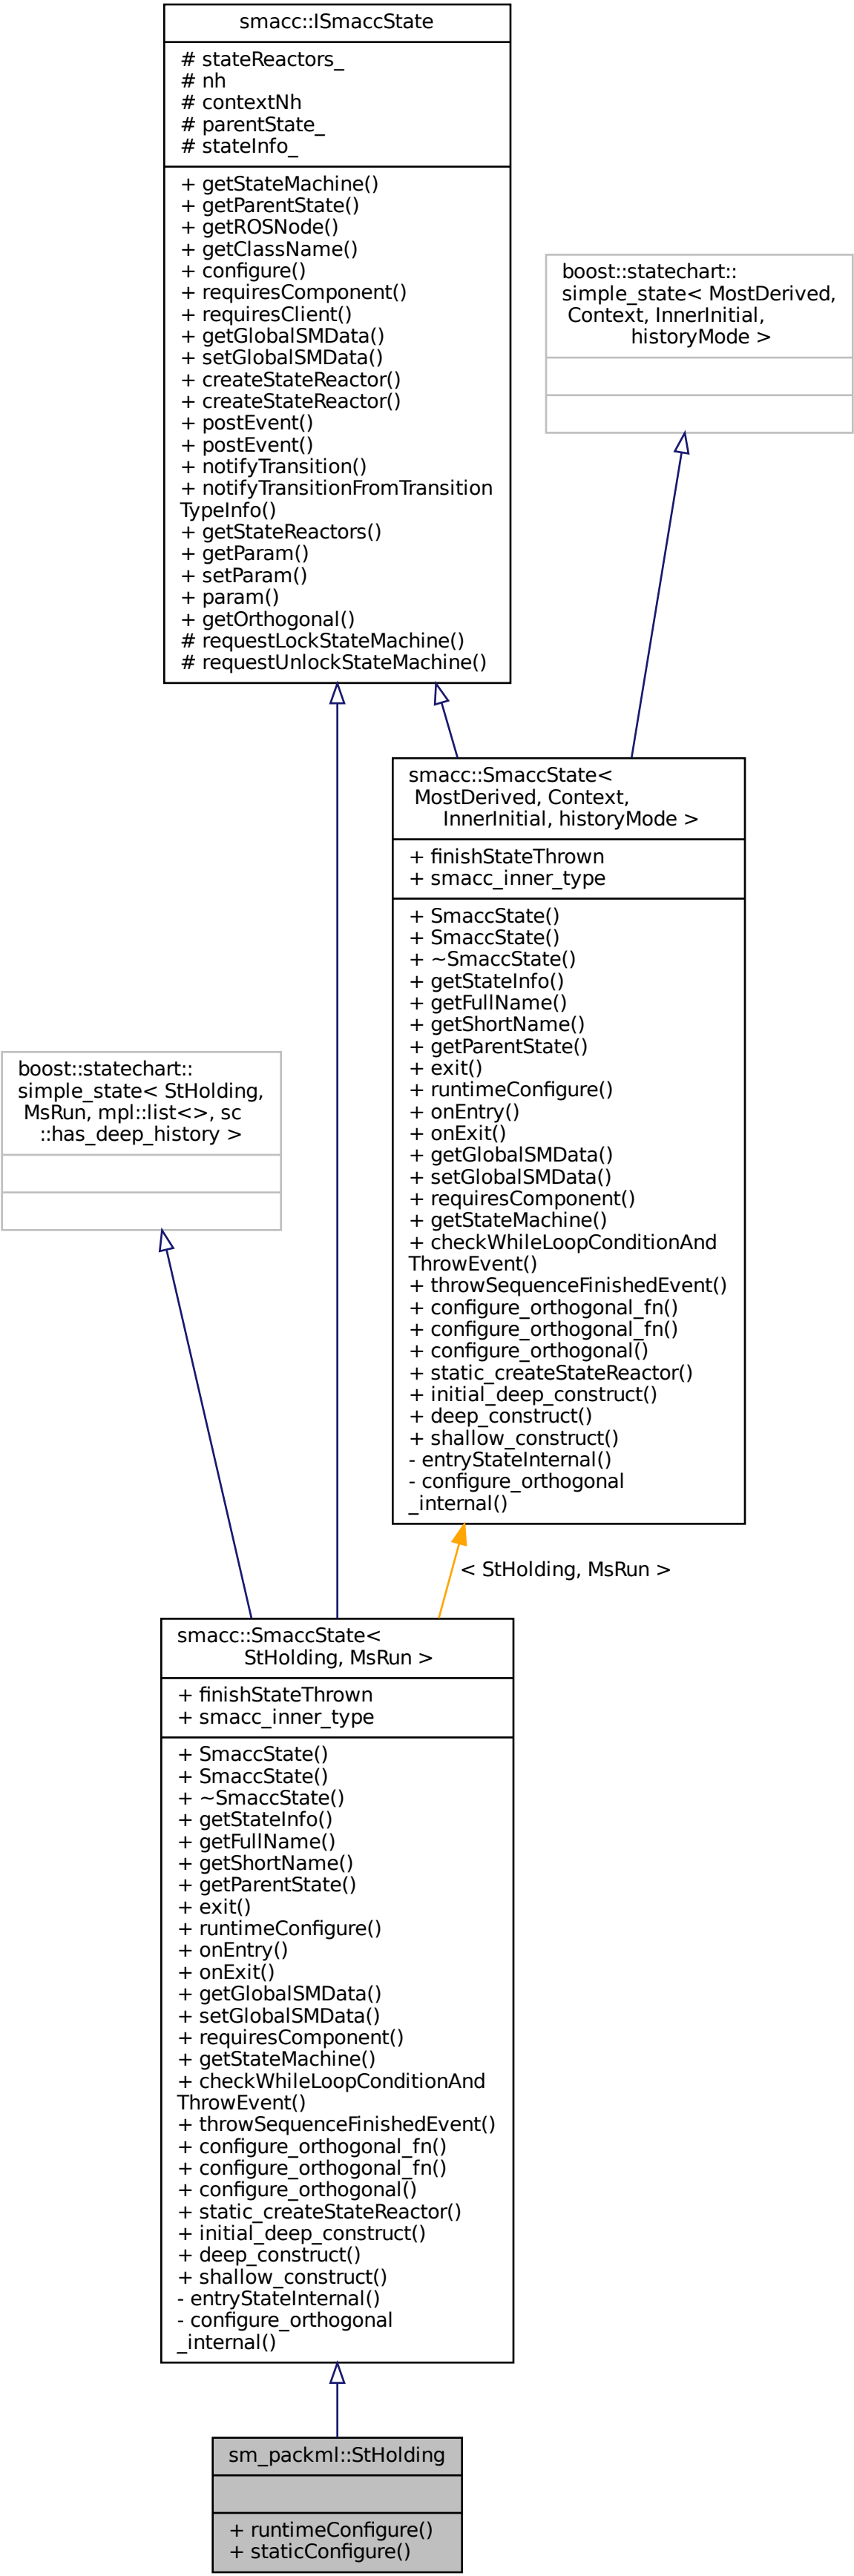 smacc::ISmaccState
# stateReactors_
# nh
# contextNh
# parentState_
# stateInfo_
+ getStateMachine()
+ getParentState()
+ getROSNode()
+ getClassName()
+ configure()
+ requiresComponent()
+ requiresClient()
+ getGlobalSMData()
+ setGlobalSMData()
+ createStateReactor()
+ createStateReactor()
+ postEvent()
+ postEvent()
+ notifyTransition()
+ notifyTransitionFromTransition
TypeInfo()
+ getStateReactors()
+ getParam()
+ setParam()
+ param()
+ getOrthogonal()
# requestLockStateMachine()
# requestUnlockStateMachine()
boost::statechart::
simple_state< MostDerived,
Context, InnerInitial,
historyMode >
smacc::SmaccState<
MostDerived, Context,
InnerInitial, historyMode >
+ finishStateThrown
+ smacc_inner_type
+ SmaccState()
+ SmaccState()
+ ~SmaccState()
+ getStateInfo()
+ getFullName()
+ getShortName()
+ getParentState()
+ exit()
+ runtimeConfigure()
+ onEntry()
+ onExit()
+ getGlobalSMData()
+ setGlobalSMData()
+ requiresComponent()
+ getStateMachine()
+ checkWhileLoopConditionAnd
ThrowEvent()
+ throwSequenceFinishedEvent()
+ configure_orthogonal_fn()
+ configure_orthogonal_fn()
+ configure_orthogonal()
+ static_createStateReactor()
+ initial_deep_construct()
+ deep_construct()
+ shallow_construct()
- entryStateInternal()
- configure_orthogonal
_internal()
boost::statechart::
simple_state< StHolding,
MsRun, mpl::list<>, sc
::has_deep_history >
< StHolding, MsRun >
smacc::SmaccState<
StHolding, MsRun >
+ finishStateThrown
+ smacc_inner_type
+ SmaccState()
+ SmaccState()
+ ~SmaccState()
+ getStateInfo()
+ getFullName()
+ getShortName()
+ getParentState()
+ exit()
+ runtimeConfigure()
+ onEntry()
+ onExit()
+ getGlobalSMData()
+ setGlobalSMData()
+ requiresComponent()
+ getStateMachine()
+ checkWhileLoopConditionAnd
ThrowEvent()
+ throwSequenceFinishedEvent()
+ configure_orthogonal_fn()
+ configure_orthogonal_fn()
+ configure_orthogonal()
+ static_createStateReactor()
+ initial_deep_construct()
+ deep_construct()
+ shallow_construct()
- entryStateInternal()
- configure_orthogonal
_internal()
sm_packml::StHolding
+ runtimeConfigure()
+ staticConfigure()